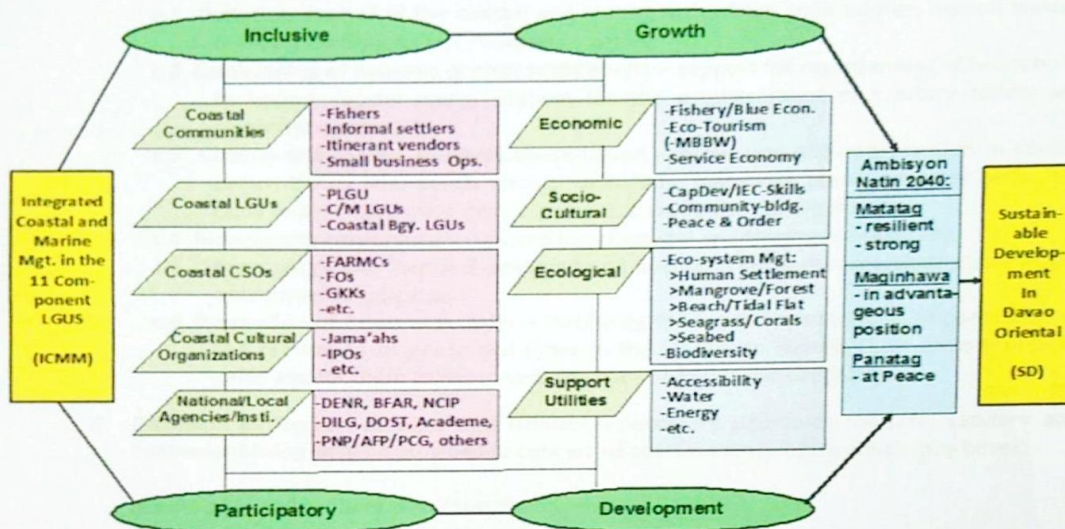 Inclusive
Growth
Integrated
Coastal and
Marine
Mgt. in the
11 Com-
ponent
LGUS
(ICMM)
Coastal
Communities
-Fishers
-Informal settlers
-Itinerant vendors
-Small business Ops.
Coastal LGUs
-PLGU
- C/M LGUs
-Coastal Bgy. LGUs
Coastal CSOs
-FARMCs
- FOs
- GKKs
- etc.
Coastal Cultural
Organizations
-Jama'ahs
-IPOs
- etc.
National/Local
Agencies/Insti.
-DENR, BFAR, NCIP
-DILG, DOST, Academe,
-PNP/AFP/PCG, others
Economic
-Fishery/Blue Econ.
-Eco-Tourism
(-MBBW)
-Service Economy
Socio-
Cultural
-CapDev/IEC-Skills
-Community-bldg.
-Peace & Order
Ecological
-Eco-system Mgt:
>Human Settlement
>Mangrove/Forest
>Beach/Tidal Flat
>Seagrass/Corals
>Seabed
-Biodiversity
Support
Utilities
-Accessibility
-Water
-Energy
-etc.
Ambisyon
Natin 2040:
Matatag
- resilient
- strong
Maginhawa
- in advanta-
geous
position
Panatag
- at Peace
Sustain-
able
Develop-
ment
In
Davao
Oriental
(SD)
Participatory
Development